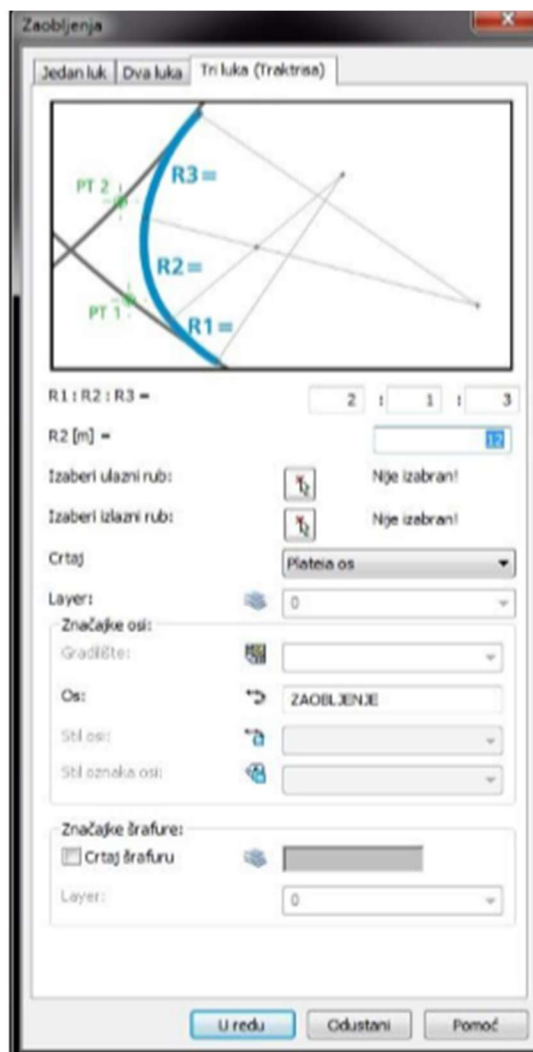 Zaobljenja
Jedan luk Dva luka Tri luka (Traktrisa)
R3=
PT 2
R2=
PT 1
R1=
R1 : R2 : R3 = 2 : 1 : 3
R2 [m] = 12
Izaberi ulazni rub: Nije izabran!
Izaberi izlazni rub: Nije izabran!
Crtaj Plateia os
Layer: 0
Značajke osi:
Gradilište:
Os: ZAOBLJENJE
Stil osi:
Stil oznaka osi:
Značajke šrafure:
Crtaj šrafuru
Layer: 0
U redu Odustani Pomoć